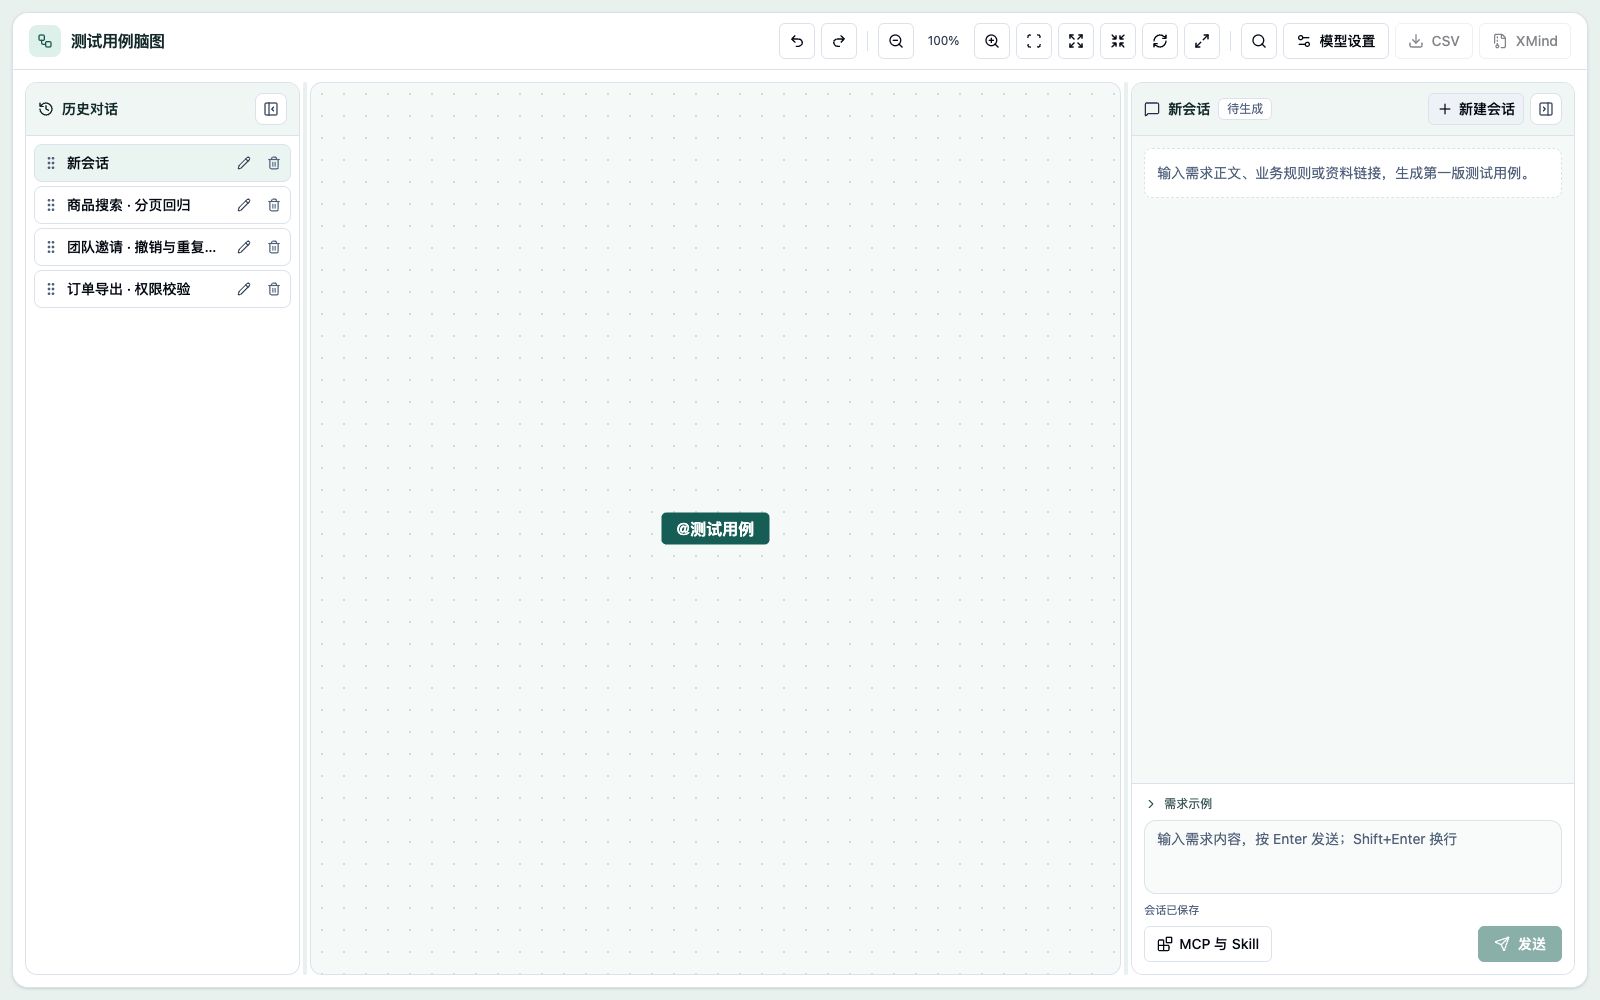 测试用例脑图
100%
模型设置
CSV
XMind
历史对话
新会话
商品搜索 · 分页回归
团队邀请 · 撤销与重复...
订单导出 · 权限校验
@测试用例
新会话
待生成
新建会话
输入需求正文、业务规则或资料链接，生成第一版测试用例。
需求示例
输入需求内容，按 Enter 发送；Shift+Enter 换行
会话已保存
MCP 与 Skill
发送